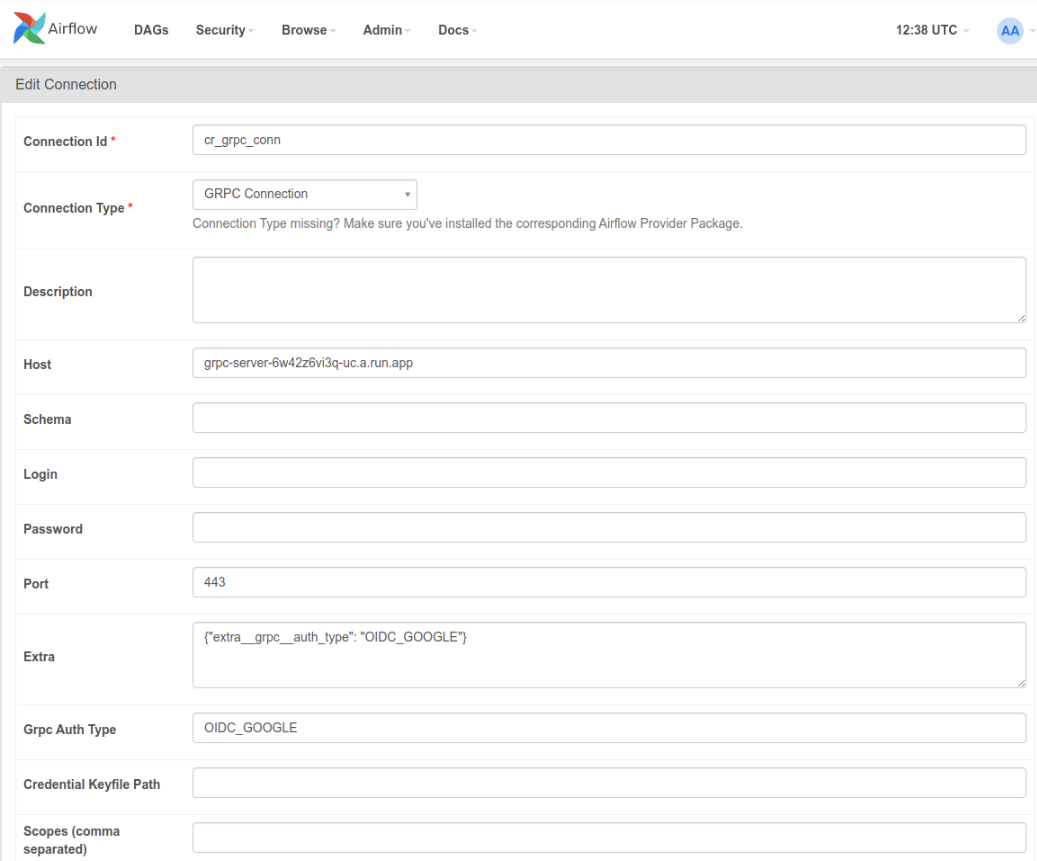 Airflow DAGs Security Browse Admin Docs 12:38 UTC AA
Edit Connection
Connection Id * cr_grpc_conn
Connection Type * GRPC Connection
Connection Type missing? Make sure you've installed the corresponding Airflow Provider Package.
Description
Host grpc-server-6w42z6vi3q-uc.a.run.app
Schema
Login
Password
Port 443
Extra {"extra__grpc__auth_type": "OIDC_GOOGLE"}
Grpc Auth Type OIDC_GOOGLE
Credential Keyfile Path
Scopes (comma
separated)